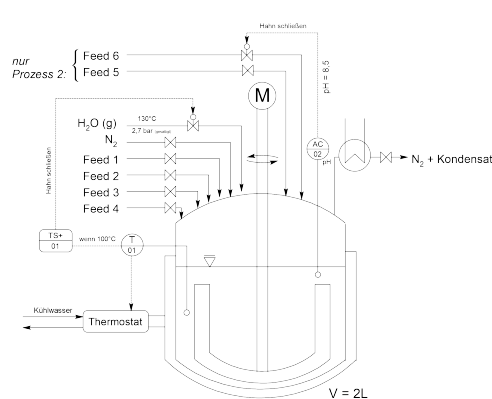 Hahn schließen
nur
Prozess 2:
Feed 6
Feed 5
pH = 8,5
M
H2O (g)
130°C
2,7 bar
N2
Feed 1
Feed 2
Feed 3
Feed 4
AC
02
pH
N2 + Kondensat
Hahn schließen
TS+
01
wenn 100°C
T
01
Kühlwasser
Thermostat
V = 2L